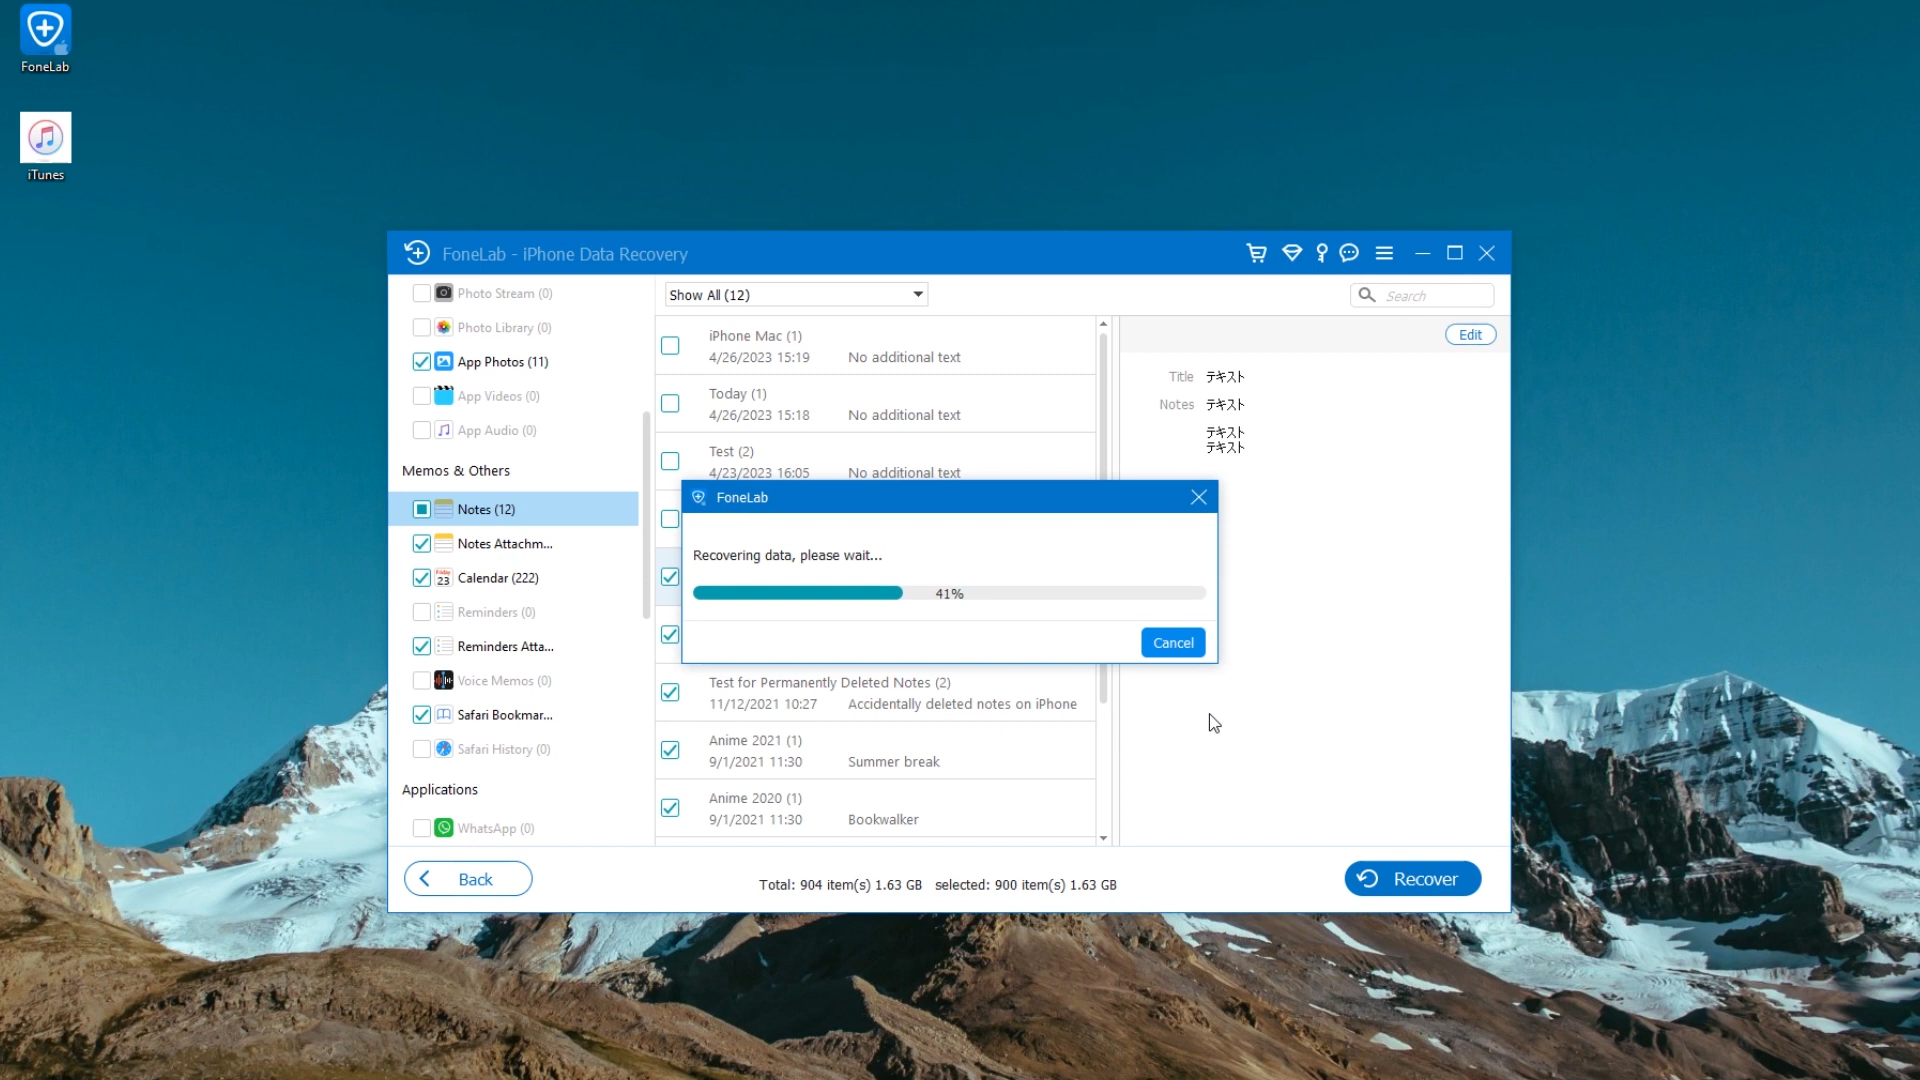 FoneLab
iTunes
FoneLab - iPhone Data Recovery
Photo Stream (0)
Photo Library (0)
App Photos (11)
App Videos (0)
App Audio (0)
Memos & Others
Notes (12)
Notes Attachm...
Friday
23
Calendar (222)
Reminders (0)
Reminders Atta...
Voice Memos (0)
Safari Bookmar...
Safari History (0)
Applications
WhatsApp (0)
Show All (12)
Search
iPhone Mac (1)
4/26/2023 15:19 No additional text
Today (1)
4/26/2023 15:18 No additional text
Test (2)
4/23/2023 16:05 No additional text
FoneLab
Recovering data, please wait...
41%
Cancel
Test for Permanently Deleted Notes (2)
11/12/2021 10:27 Accidentally deleted notes on iPhone
Anime 2021 (1)
9/1/2021 11:30 Summer break
Anime 2020 (1)
9/1/2021 11:30 Bookwalker
Edit
Title テキスト
Notes テキスト
テキスト
テキスト
Back
Total: 904 item(s) 1.63 GB selected: 900 item(s) 1.63 GB
Recover